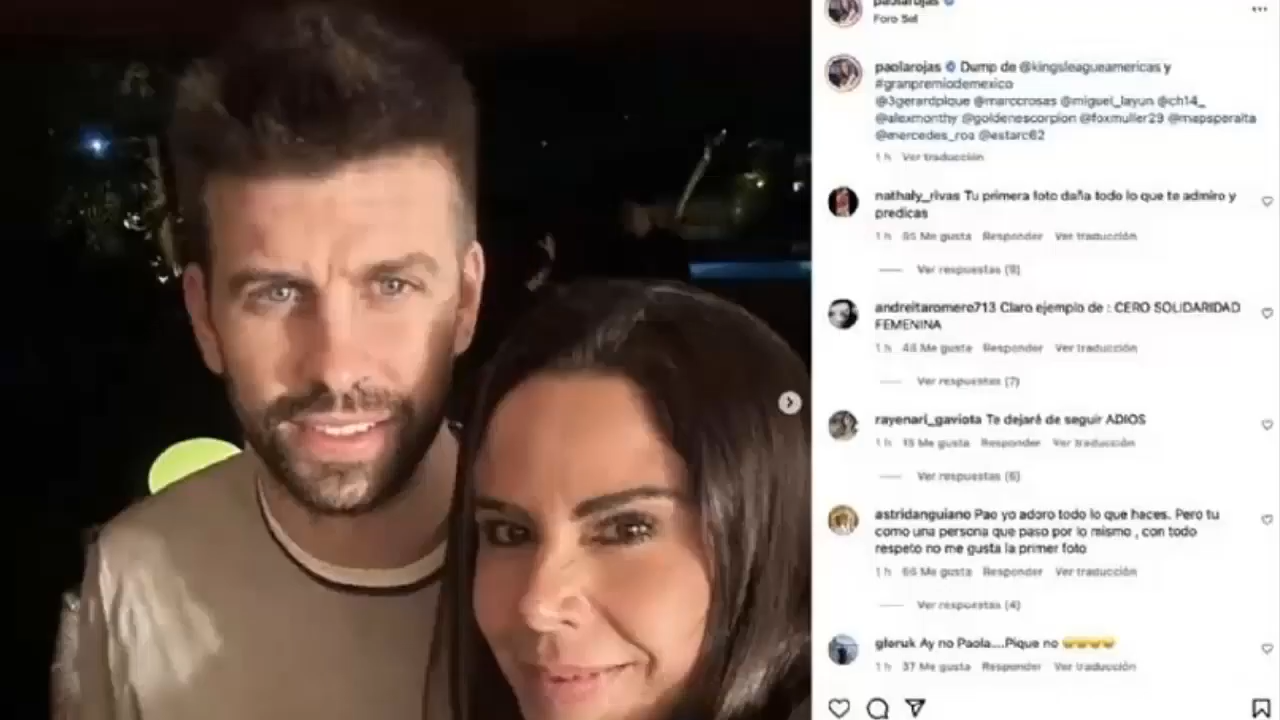 paolarojas
Foro Sol
paolarojas Dump de @kingsleagueamericas y
#granpremiodemexico
@3gerardpique @marccrosas @miguel_layun @ch14_
@alexmonthy @goldenescorpion @foxmuller29 @mapsperalta
@mercedes_roa @estarc62
1 h Ver traducción
nathaly_rivas Tu primera foto daña todo lo que te admiro y
predicas
1 h 95 Me gusta Responder Ver traducción
Ver respuestas (9)
andreitaromero713 Claro ejemplo de : CERO SOLIDARIDAD
FEMENINA
1 h 48 Me gusta Responder Ver traducción
Ver respuestas (7)
rayenari_gaviota Te dejaré de seguir ADIOS
1 h 15 Me gusta Responder Ver traducción
Ver respuestas (6)
astridanguiano Pao yo adoro todo lo que haces. Pero tu
como una persona que paso por lo mismo , con todo
respeto no me gusta la primer foto
1 h 66 Me gusta Responder Ver traducción
Ver respuestas (4)
gleruk Ay no Paola....Pique no 😅😅😅😅
1 h 37 Me gusta Responder Ver traducción